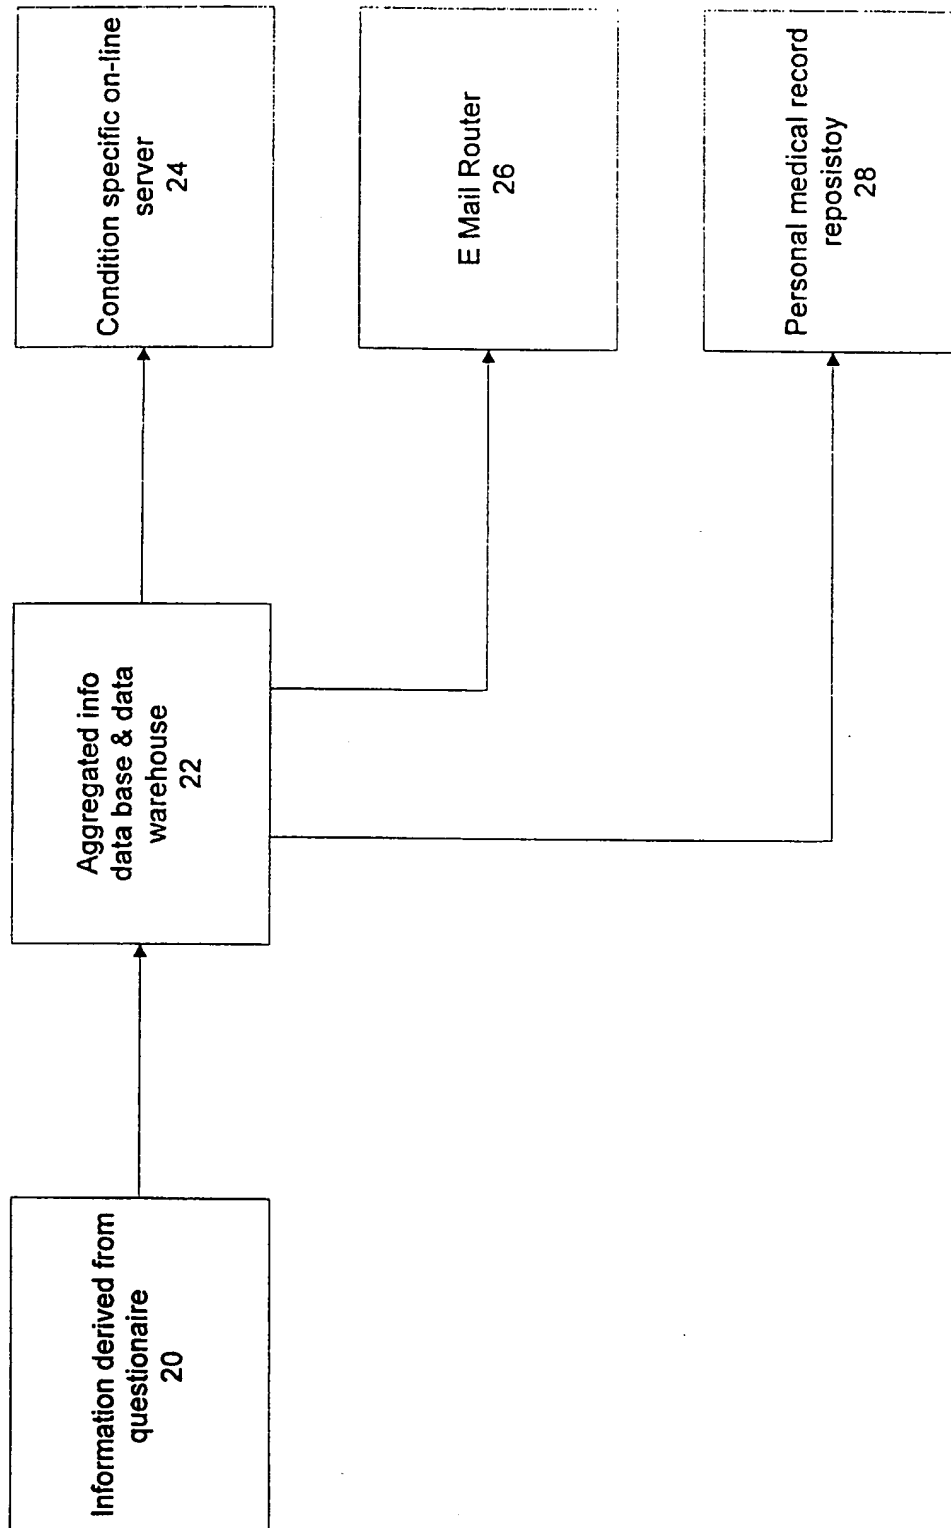 Information derived from
questionaire
20
Aggregated info
data base & data
warehouse
22
Condition specific on-line
server
24
E Mail Router
26
Personal medical record
reposistoy
28